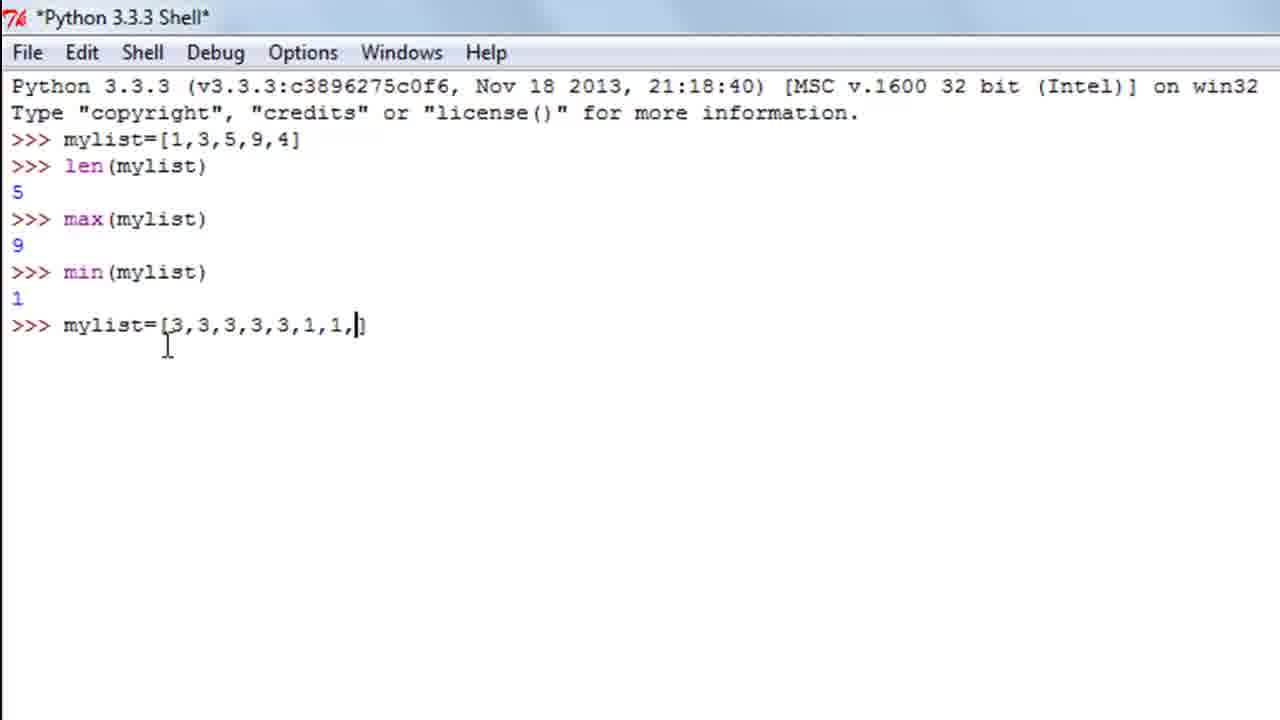 *Python 3.3.3 Shell*
File Edit Shell Debug Options Windows Help
Python 3.3.3 (v3.3.3:c3896275c0f6, Nov 18 2013, 21:18:40) [MSC v.1600 32 bit (Intel)] on win32
Type "copyright", "credits" or "license()" for more information.
>>> mylist=[1,3,5,9,4]
>>> len(mylist)
5
>>> max(mylist)
9
>>> min(mylist)
1
>>> mylist=[3,3,3,3,3,1,1,]